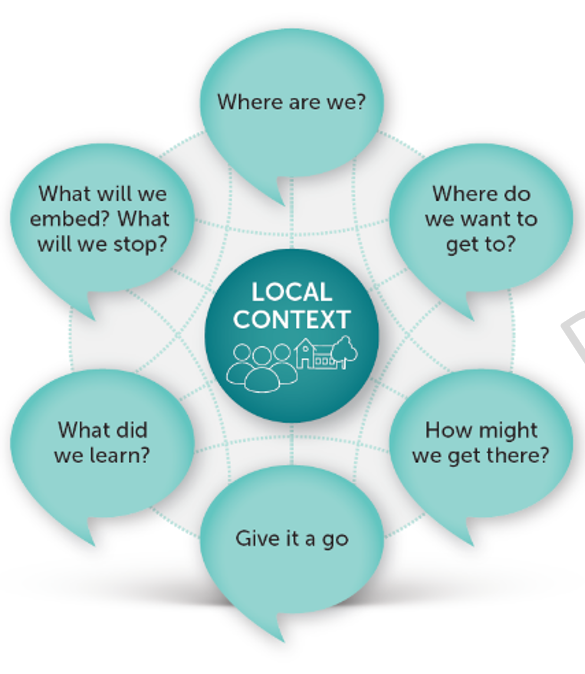 Where are we?
Where do
we want to
get to?
How might
we get there?
Give it a go
What did
we learn?
What will we
embed? What
will we stop?
LOCAL
CONTEXT